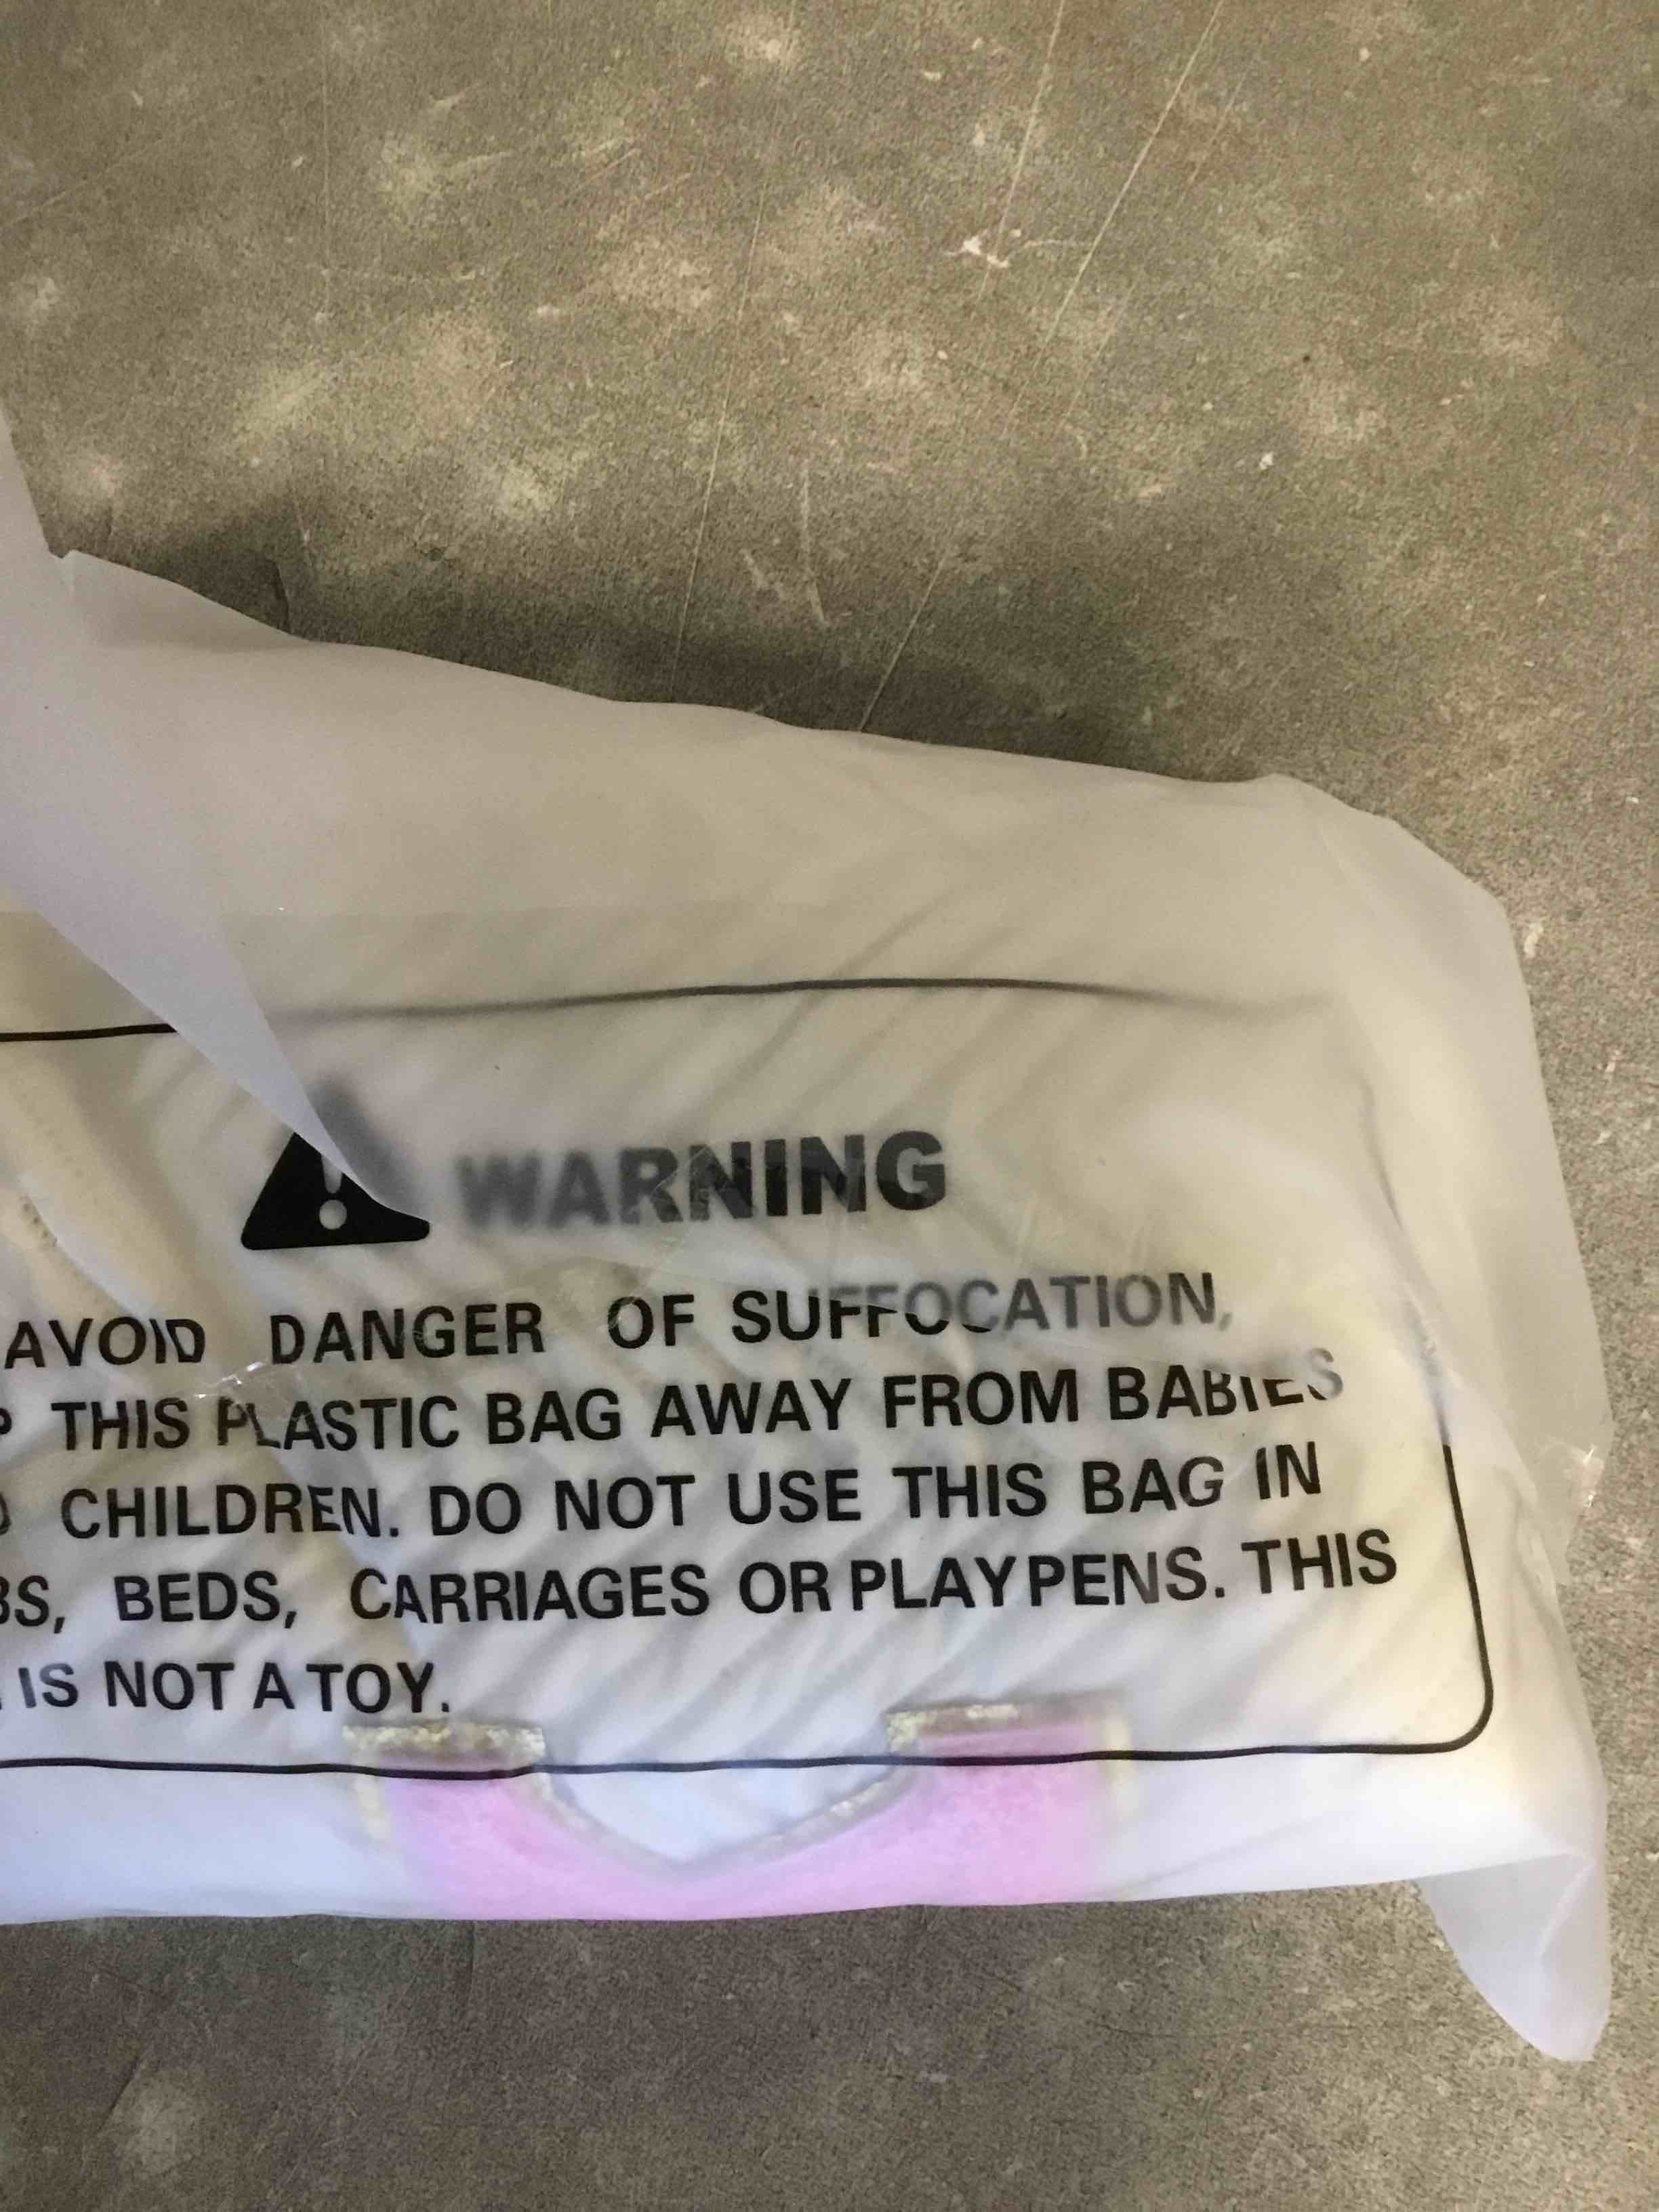 WARNING
AVOID DANGER OF SUFFOCATION,
THIS PLASTIC BAG AWAY FROM BABIES
CHILDREN. DO NOT USE THIS BAG IN
BS, BEDS, CARRIAGES OR PLAYPENS. THIS
IS NOT A TOY.